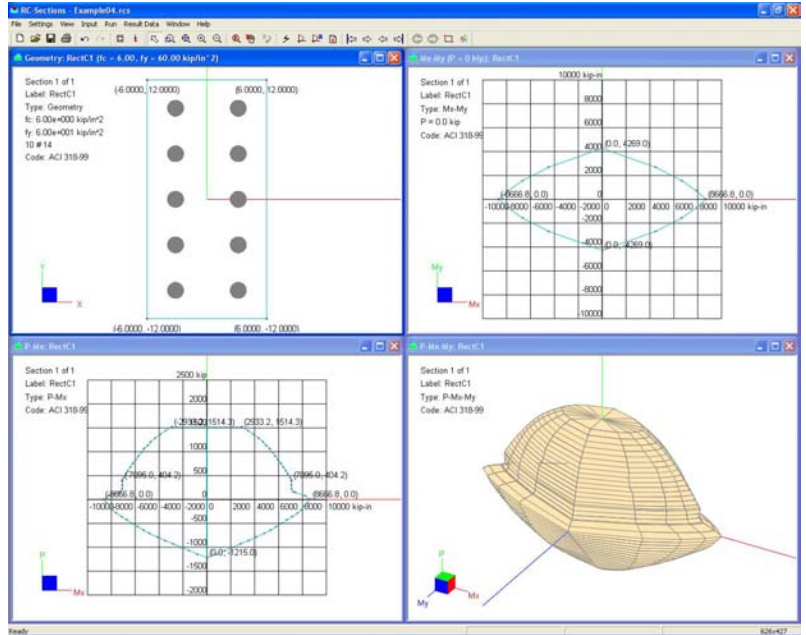 RC-Sections - Example04.rcs
File Settings View Input Run Result Data Window Help
Geometry: RectC1 (fc = 6.00, fy = 60.00 kip/in^2)
Section 1 of 1
Label: RectC1
Type: Geometry
fc: 6.00e+000 kip/in^2
fy: 6.00e+001 kip/in^2
10 # 14
Code: ACI 318-99
(-6.0000, 12.0000)
(6.0000, 12.0000)
(-6.0000, -12.0000)
(6.0000, -12.0000)
Y
X
Mx-My (P = 0 kip): RectC1
Section 1 of 1
Label: RectC1
Type: Mx-My
P = 0.0 kip
Code: ACI 318-99
10000 kip-in
8000
6000
4000
(0.0, 4269.0)
2000
0
(8666.8, 0.0)
-10000 -8000 -6000 -4000 -2000 0 2000 4000 6000 8000 10000 kip-in
-2000
-4000
(0.0, -4269.0)
-6000
-8000
-10000
My
Mx
P-Mx: RectC1
Section 1 of 1
Label: RectC1
Type: P-Mx
Code: ACI 318-99
2500 kip
2000
(2933.2, 1514.3)
1000
500
(-7095.0, 404.2)
(7095.0, 404.2)
(-8666.8, 0.0)
0
(8666.8, 0.0)
-10000 -8000 -6000 -4000 -2000 0 2000 4000 6000 8000 10000 kip-in
-500
-1000
(0.0, -1215.0)
-1500
-2000
P
Mx
P-Mx-My: RectC1
Section 1 of 1
Label: RectC1
Type: P-Mx-My
Code: ACI 318-99
P
My
Mx
Ready
626x427